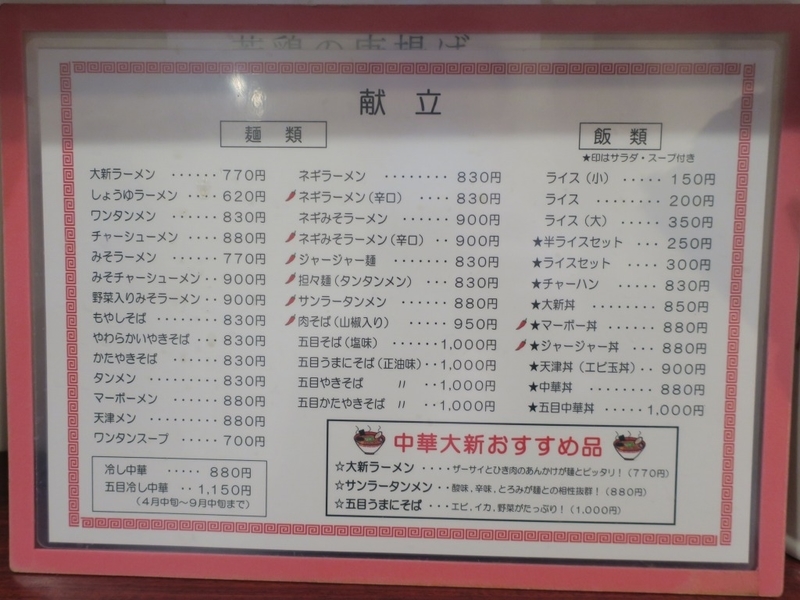 若鶏の唐揚げ
献立
麺類
大新ラーメン ・・・・・・ 770円
しょうゆラーメン ・・・・ 620円
ワンタンメン ・・・・・・ 830円
チャーシューメン ・・・・ 880円
みそラーメン ・・・・・・ 770円
みそチャーシューメン ・・ 900円
野菜入りみそラーメン ・・ 900円
もやしそば ・・・・・・・ 830円
やわらかいやきそば ・・・ 830円
かたやきそば ・・・・・・ 830円
タンメン ・・・・・・・・ 830円
マーボーメン ・・・・・・ 880円
天津メン ・・・・・・・・ 880円
ワンタンスープ ・・・・・ 700円
冷し中華 ・・・・・ 880円
五目冷し中華 ・・ 1,150円
(4月中旬〜9月中旬まで)
ネギラーメン ・・・・・・・・ 830円
ネギラーメン(辛口) ・・・・ 830円
ネギみそラーメン ・・・・・・ 900円
ネギみそラーメン(辛口) ・・ 900円
ジャージャー麺 ・・・・・・・ 830円
担々麺(タンタンメン) ・・・ 830円
サンラータンメン ・・・・・・ 880円
肉そば(山椒入り) ・・・・・ 950円
五目そば(塩味) ・・・・・・1,000円
五目うまにそば(正油味)・・1,000円
五目やきそば 〃 ・・1,000円
五目かたやきそば 〃 ・・1,000円
飯類
★印はサラダ・スープ付き
ライス(小) ・・・・・ 150円
ライス ・・・・・・・・ 200円
ライス(大) ・・・・・ 350円
★半ライスセット ・・・ 250円
★ライスセット ・・・・ 300円
★チャーハン ・・・・・ 830円
★大新丼 ・・・・・・・ 850円
★マーボー丼 ・・・・・ 880円
★ジャージャー丼 ・・・ 880円
★天津丼(エビ玉丼)・・ 900円
★中華丼 ・・・・・・・ 880円
★五目中華丼 ・・・・・1,000円
中華大新おすすめ品
☆大新ラーメン ・・・・ザーサイとひき肉のあんかけが麺とピッタリ！(770円)
☆サンラータンメン・・酸味,辛味,とろみが麺との相性抜群！(880円)
☆五目うまにそば ・・・エビ,イカ,野菜がたっぷり！(1,000円)